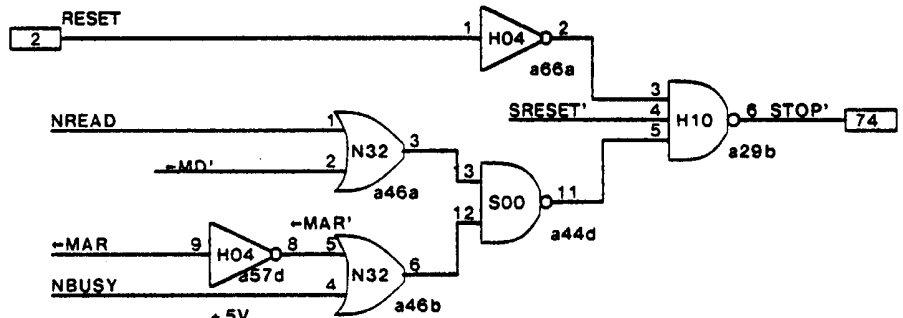 RESET
2
1
H04
2
a66a
3
SRESET'
4
H10
6
STOP'
74
5
a29b
NREAD
1
N32
3
←MD'
2
a46a
13
S00
11
12
a44d
←MAR
9
H04
8
←MAR'
5
a57d
N32
6
NBUSY
4
a46b
+5V